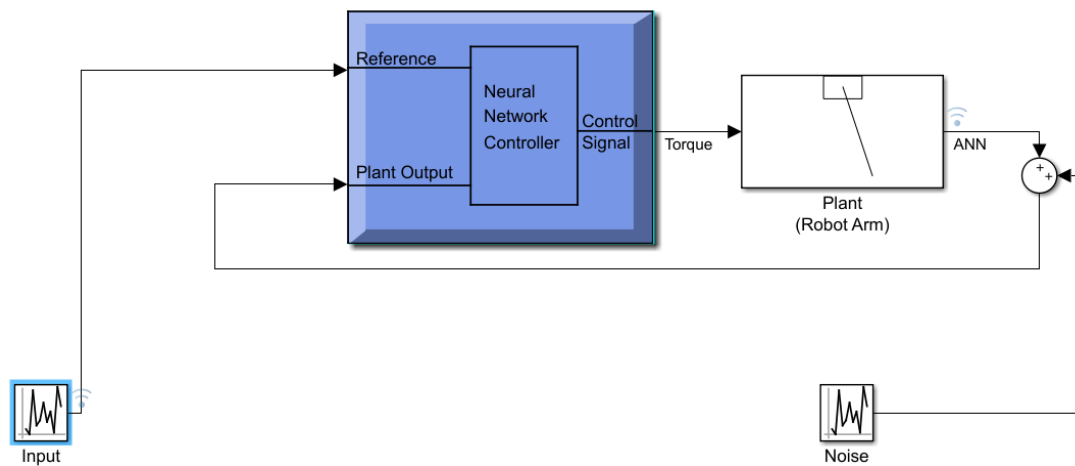 Reference
Neural
Network
Controller
Control
Signal
Plant Output
Torque
ANN
+
+
Plant
(Robot Arm)
Input
Noise